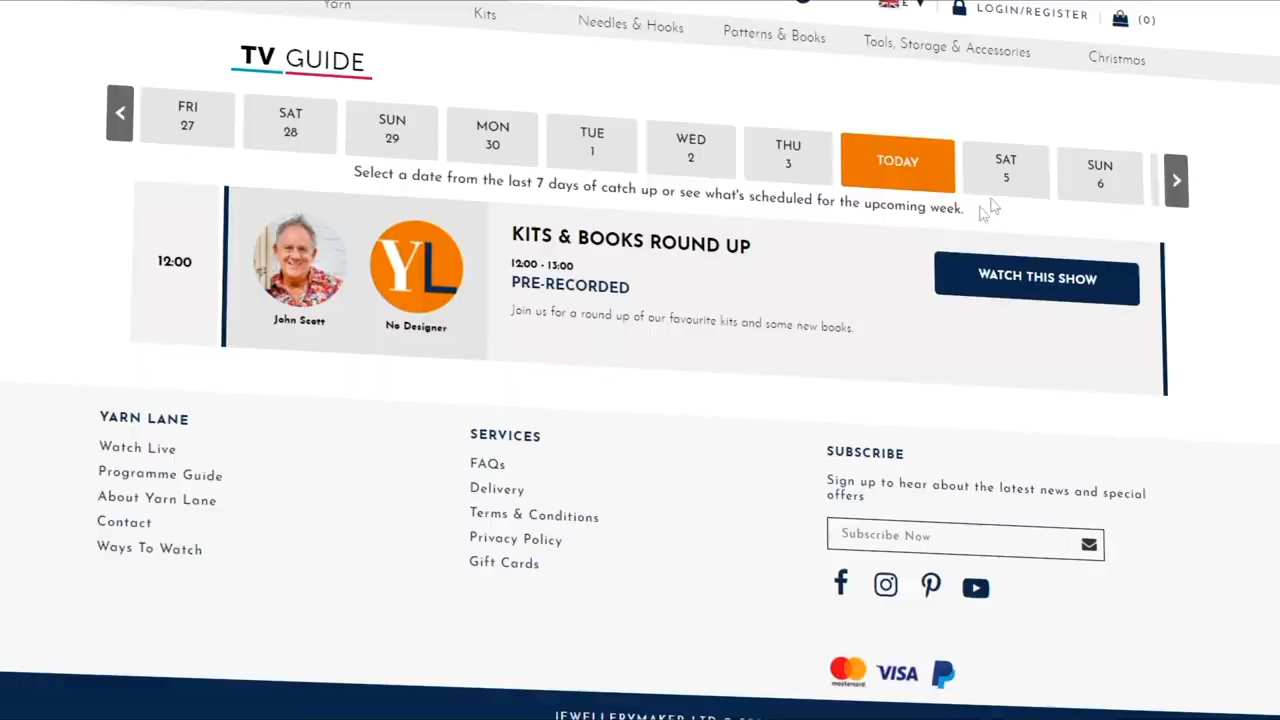 £
LOGIN/REGISTER
(0)
Yarn
Kits
Needles & Hooks
Patterns & Books
Tools, Storage & Accessories
Christmas
TV GUIDE
FRI
27
SAT
28
SUN
29
MON
30
TUE
1
WED
2
THU
3
TODAY
SAT
5
SUN
6
Select a date from the last 7 days of catch up or see what's scheduled for the upcoming week.
12:00
John Scott
YL
No Designer
KITS & BOOKS ROUND UP
12:00 - 13:00
PRE-RECORDED
Join us for a round up of our favourite kits and some new books.
WATCH THIS SHOW
YARN LANE
Watch Live
Programme Guide
About Yarn Lane
Contact
Ways To Watch
SERVICES
FAQs
Delivery
Terms & Conditions
Privacy Policy
Gift Cards
SUBSCRIBE
Sign up to hear about the latest news and special
offers
Subscribe Now
mastercard
VISA
JEWELLERYMAKER LTD ©